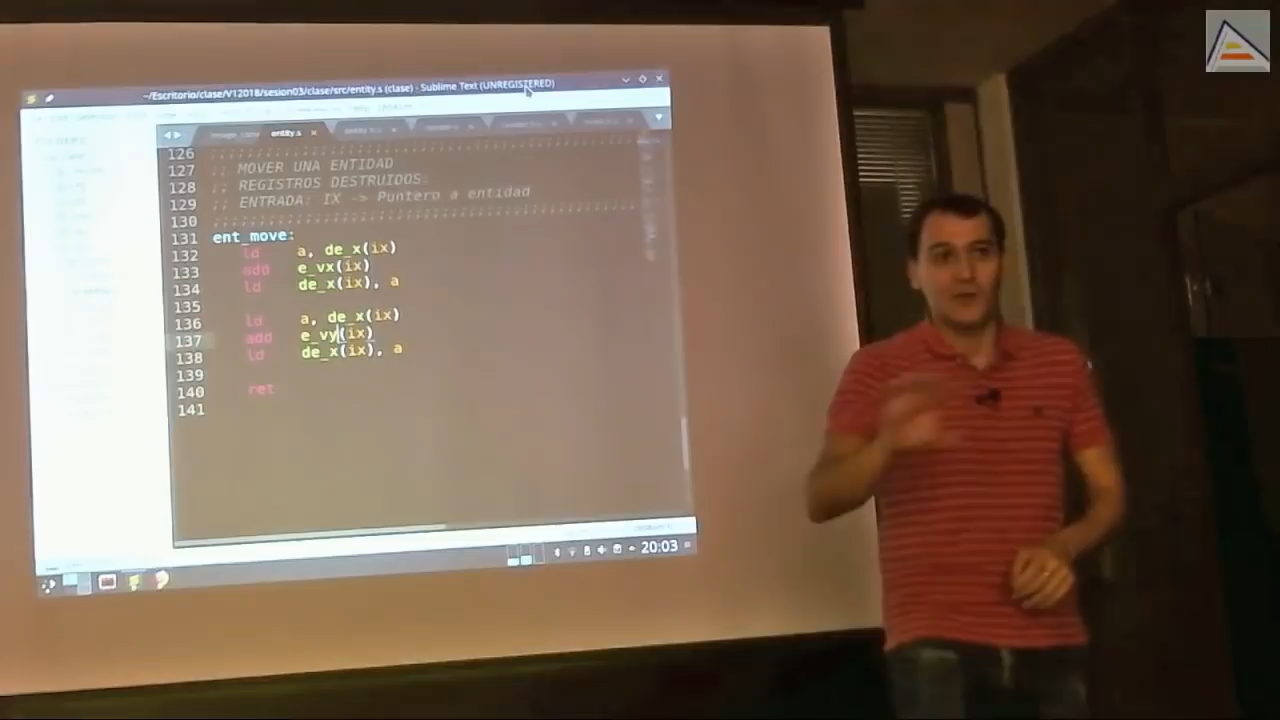 ~/Escritorio/clase/V12018/sesion03/clase/src/entity.s (clase) - Sublime Text (UNREGISTERED)
entity.s
126 ;;;;;;;;;;;;;;;;;;;;;;;;;;;;;;;;;;;;;;;;;;;;
127 ;; MOVER UNA ENTIDAD
128 ;; REGISTROS DESTRUIDOS:
129 ;; ENTRADA: IX -> Puntero a entidad
130 ;;;;;;;;;;;;;;;;;;;;;;;;;;;;;;;;;;;;;;;;;;;;
131 ent_move:
132 ld a, de_x(ix)
133 add e_vx(ix)
134 ld de_x(ix), a
135
136 ld a, de_x(ix)
137 add e_vy(ix)
138 ld de_x(ix), a
139
140 ret
141
20:03